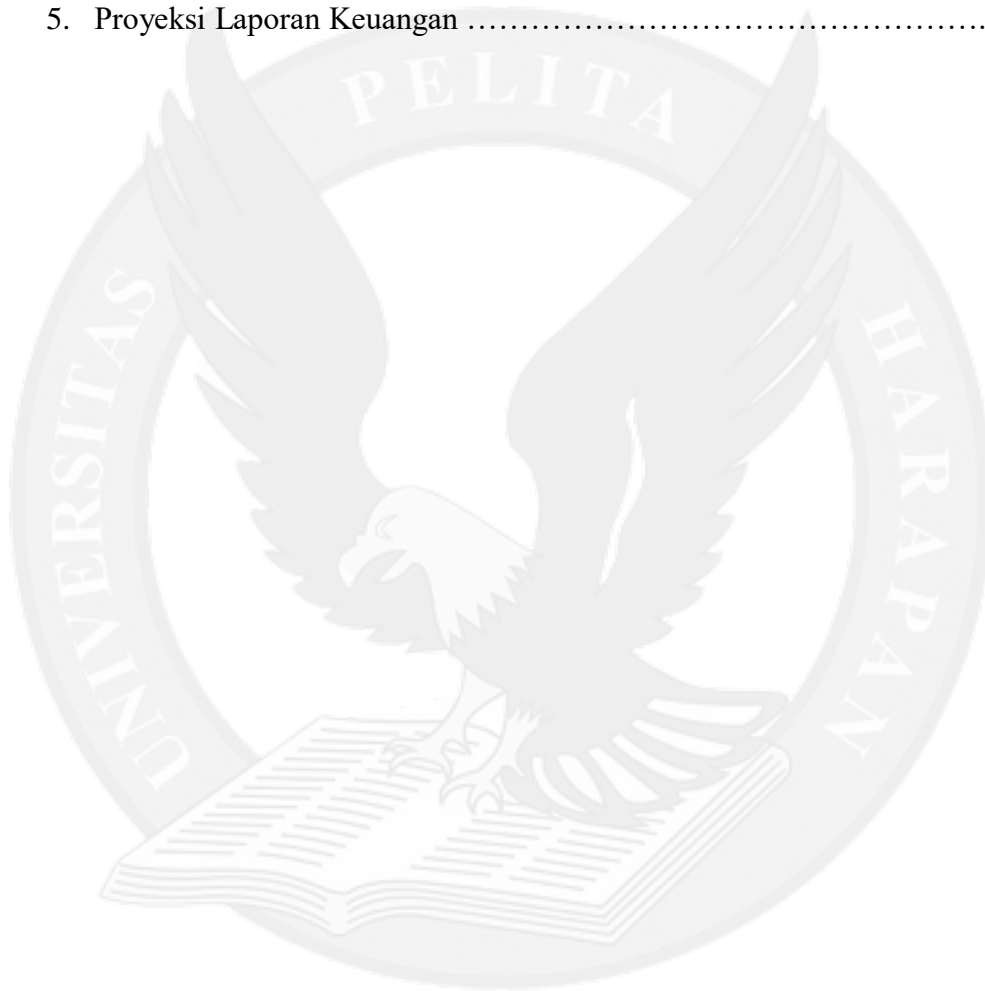 5. Proyeksi Laporan Keuangan ……………………………………………
PELITA
UNIVERSITAS
HARAPAN